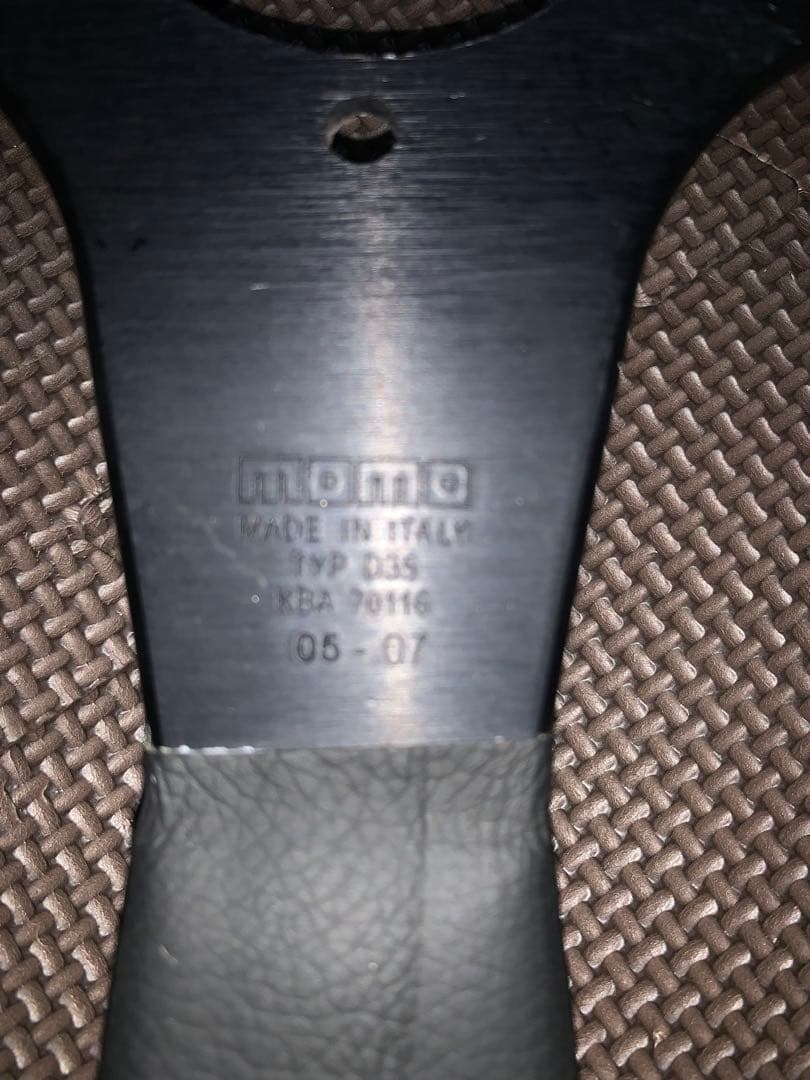 momo
MADE IN ITALY
TYP D35
KBA 70116
05 - 07